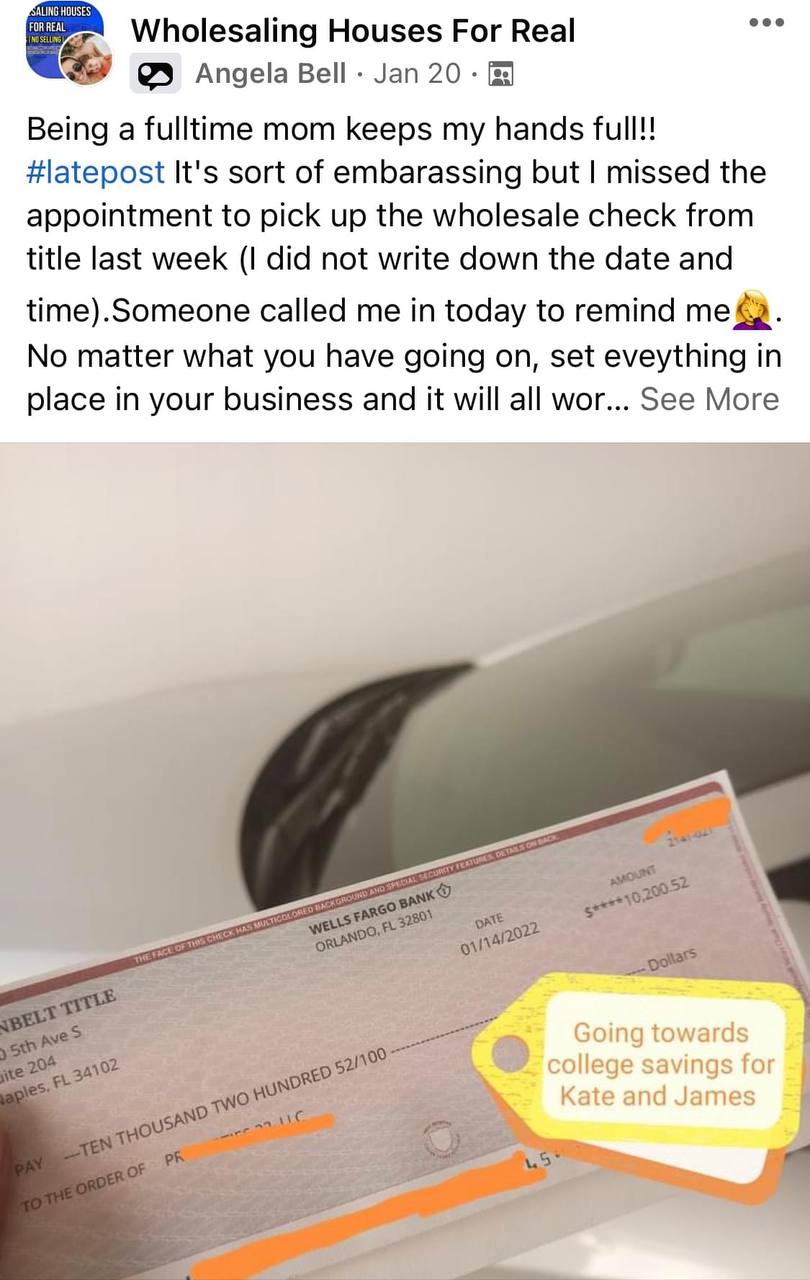 SALING HOUSES
FOR REAL
NO SELLING
Wholesaling Houses For Real
Angela Bell · Jan 20 ·
Being a fulltime mom keeps my hands full!!
#latepost It's sort of embarassing but I missed the
appointment to pick up the wholesale check from
title last week (I did not write down the date and
time).Someone called me in today to remind me🤦‍♀️.
No matter what you have going on, set eveything in
place in your business and it will all wor... See More
THE FACE OF THIS CHECK HAS MULTICOLORED BACKGROUND AND SPECIAL SECURITY FEATURES. DETAILS ON BACK.
WELLS FARGO BANK
ORLANDO, FL 32801
DATE
01/14/2022
AMOUNT
$****10,200.52
NBELT TITLE
5th Ave S
ite 204
aples, FL 34102
Dollars
PAY ---TEN THOUSAND TWO HUNDRED 52/100
TO THE ORDER OF PR
LLC
Going towards
college savings for
Kate and James